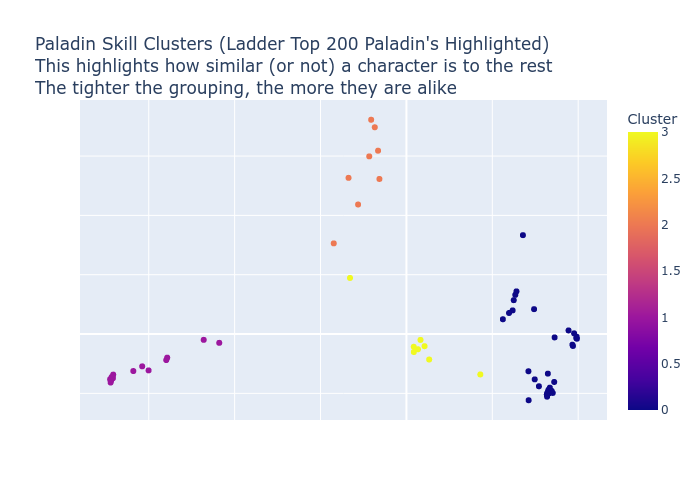 Paladin Skill Clusters (Ladder Top 200 Paladin's Highlighted)
This highlights how similar (or not) a character is to the rest
The tighter the grouping, the more they are alike
Cluster
3
2.5
2
1.5
1
0.5
0